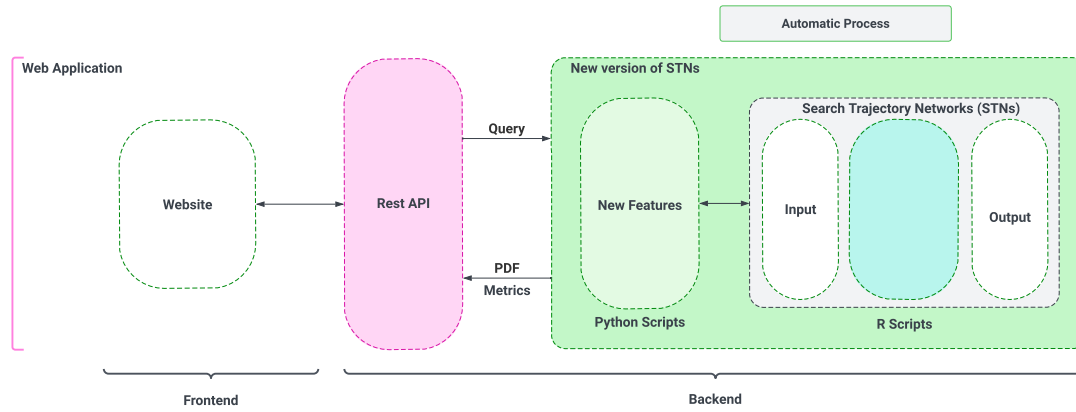 Automatic Process
Web Application
New version of STNs
Search Trajectory Networks (STNs)
Query
Website
Rest API
New Features
Input
Output
PDF
Metrics
Python Scripts
R Scripts
Frontend
Backend